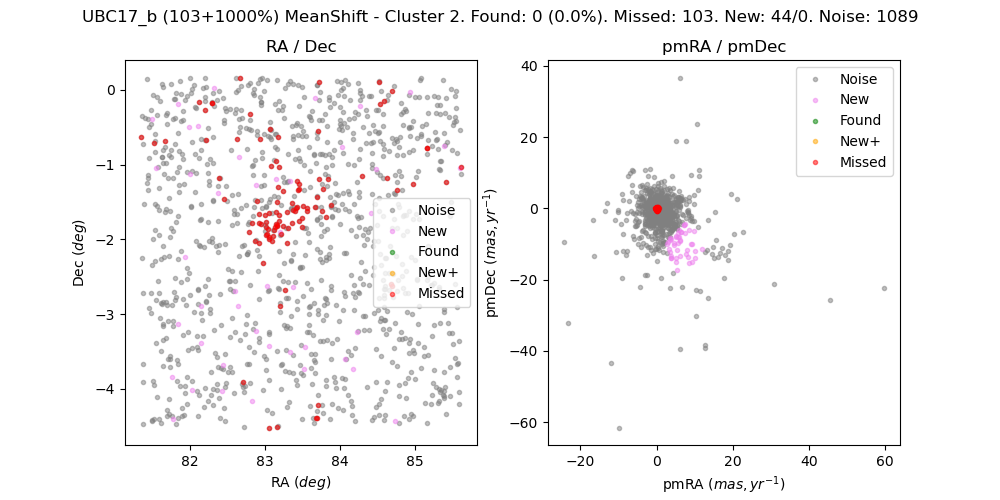 UBC17_b (103+1000%) MeanShift - Cluster 2. Found: 0 (0.0%). Missed: 103. New: 44/0. Noise: 1089
RA / Dec
0
−1
−2
−3
−4
Dec (deg)
82
83
84
85
RA (deg)
Noise
New
Found
New+
Missed
pmRA / pmDec
40
20
0
−20
−40
−60
pmDec (mas, yr⁻¹)
−20
0
20
40
60
pmRA (mas, yr⁻¹)
Noise
New
Found
New+
Missed